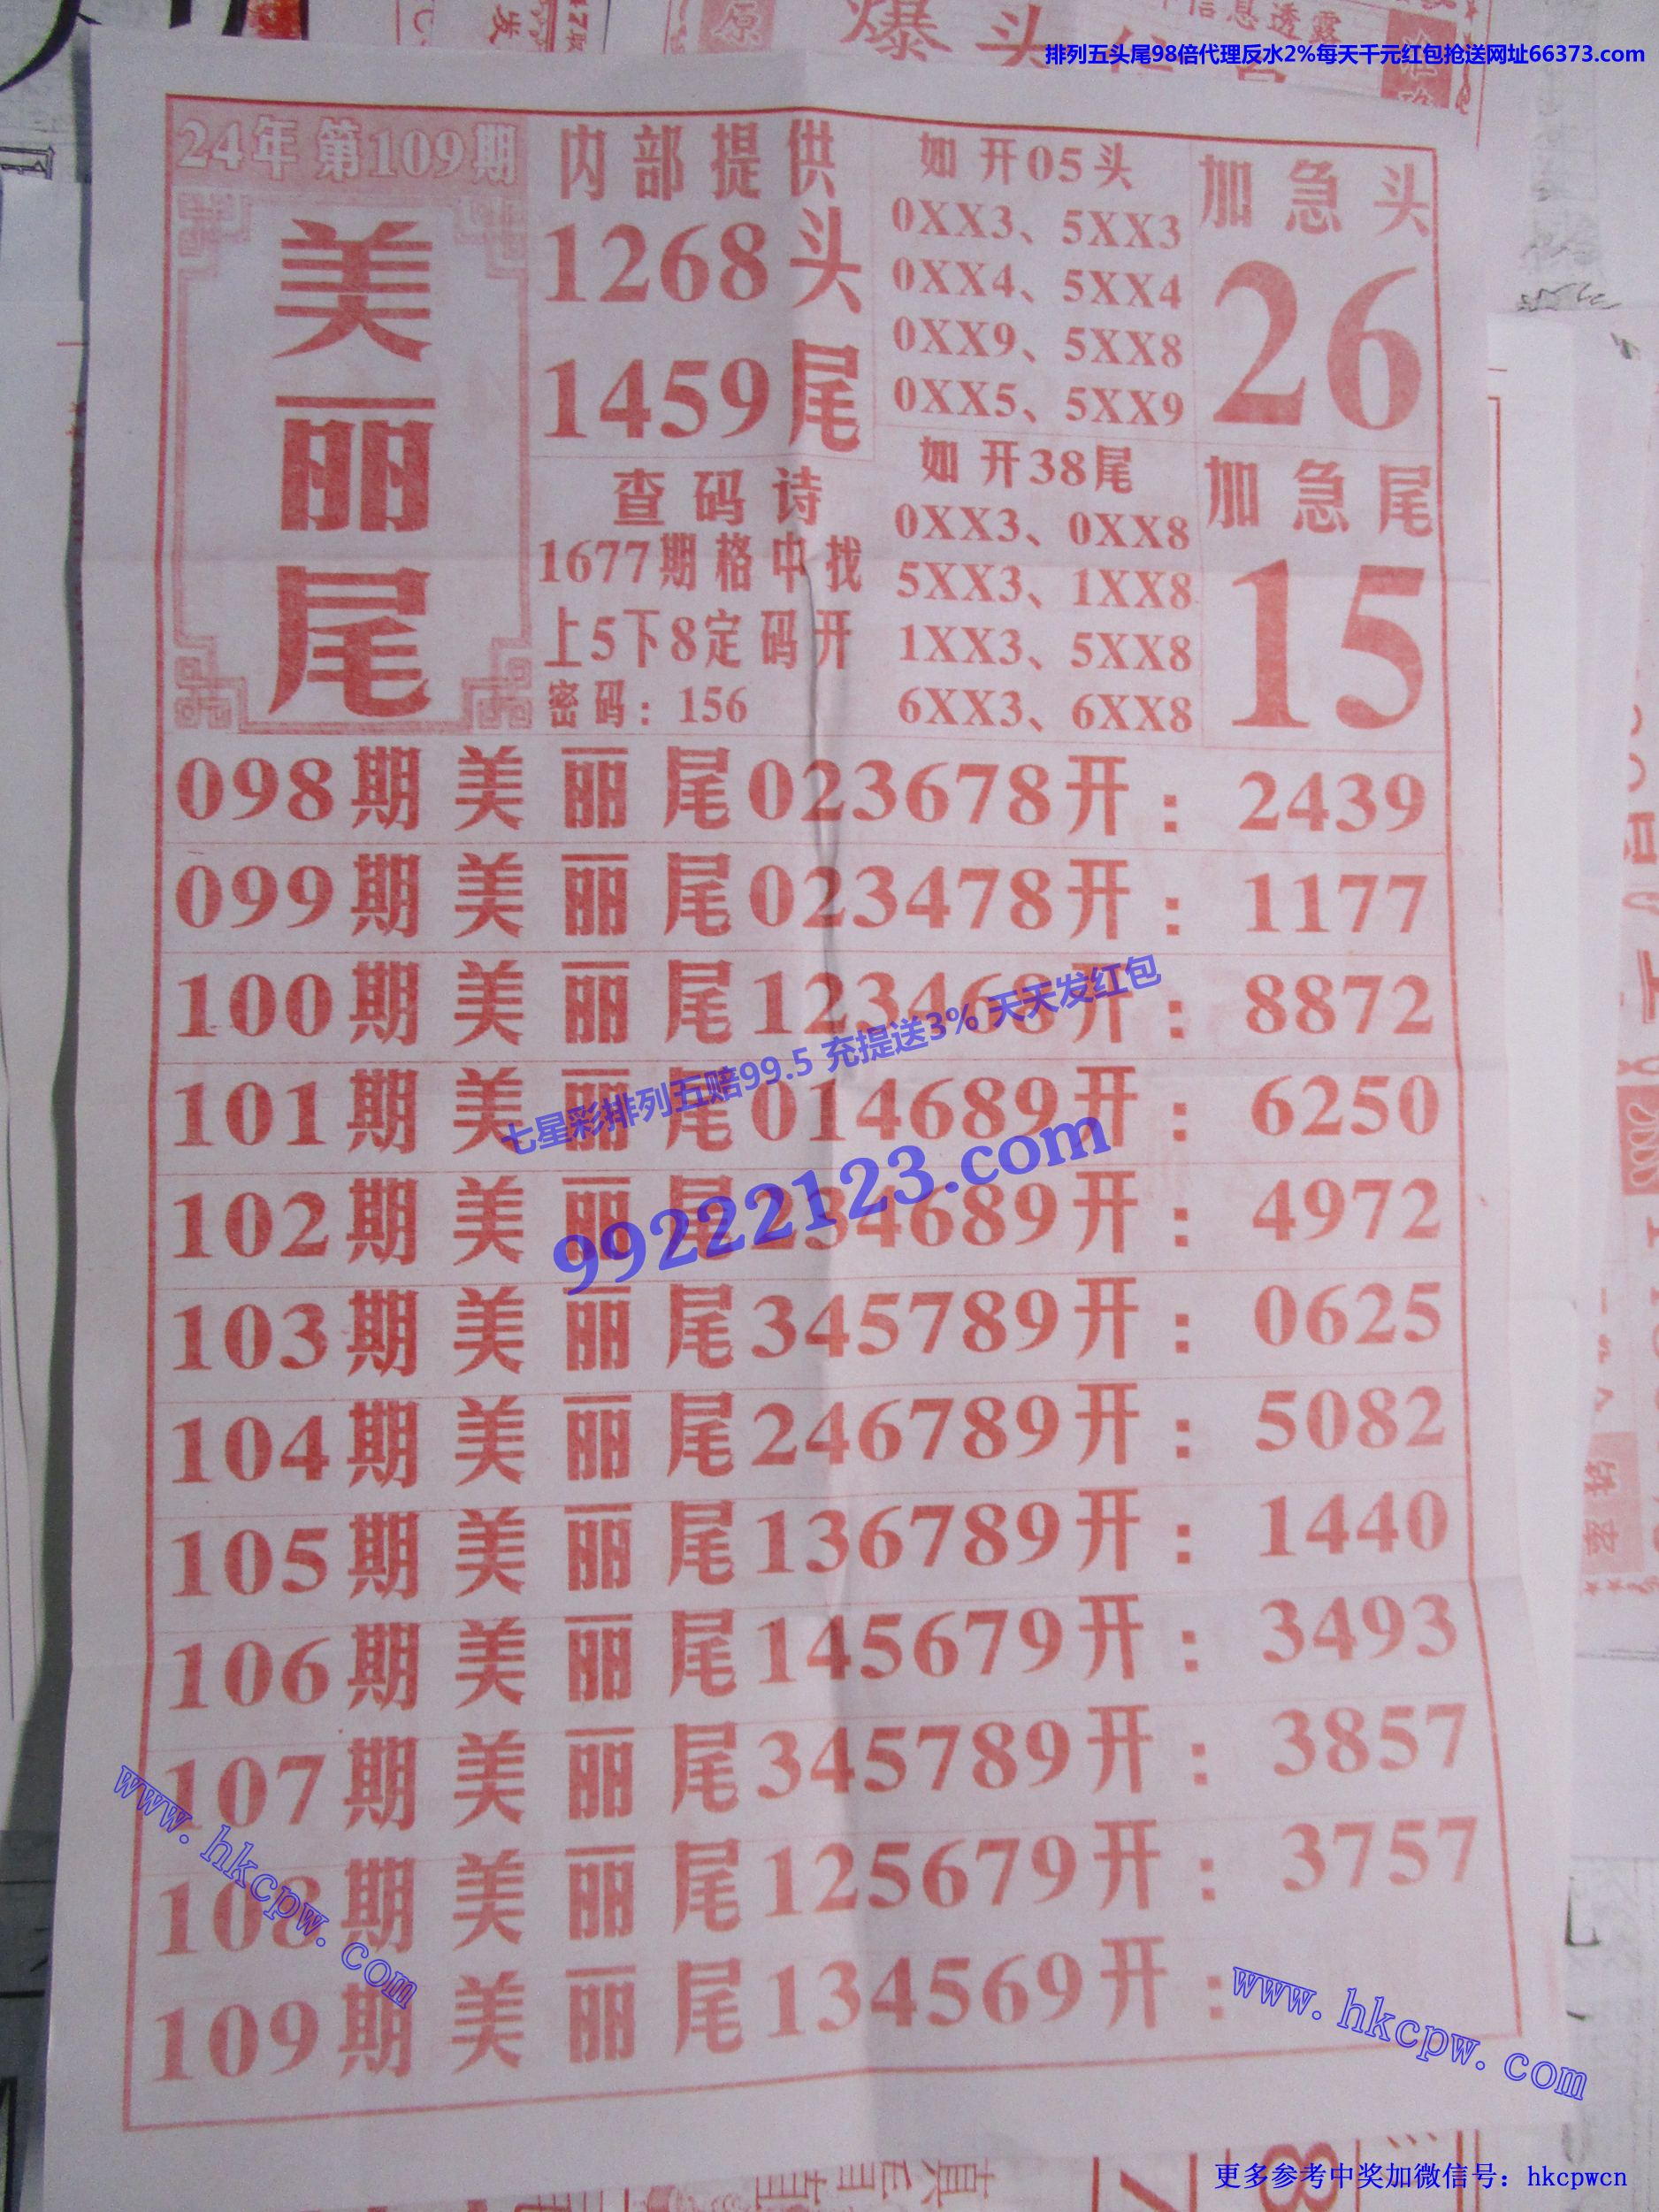 爆头
信息透露
排列五头尾98倍代理反水2%每天千元红包抢送网址66373.com
24年 第109期
美丽尾
内部提供
1268头
1459尾
查码诗
1677期格中找
上5下8定码开
密码：156
如开05头
0XX3、5XX3
0XX4、5XX4
0XX9、5XX8
0XX5、5XX9
如开38尾
0XX3、0XX8
5XX3、1XX8
1XX3、5XX8
6XX3、6XX8
加急头
26
加急尾
15
098期美丽尾023678开：2439
099期美丽尾023478开：1177
100期美丽尾123468开：8872
101期美丽尾014689开：6250
102期美丽尾234689开：4972
103期美丽尾345789开：0625
104期美丽尾246789开：5082
105期美丽尾136789开：1440
106期美丽尾145679开：3493
107期美丽尾345789开：3857
108期美丽尾125679开：3757
109期美丽尾134569开：
七星彩排列五赔99.5 充提送3% 天天发红包
99222123.com
www.hkcpw.com
www.hkcpw.com
更多参考中奖加微信号：hkcpwcn